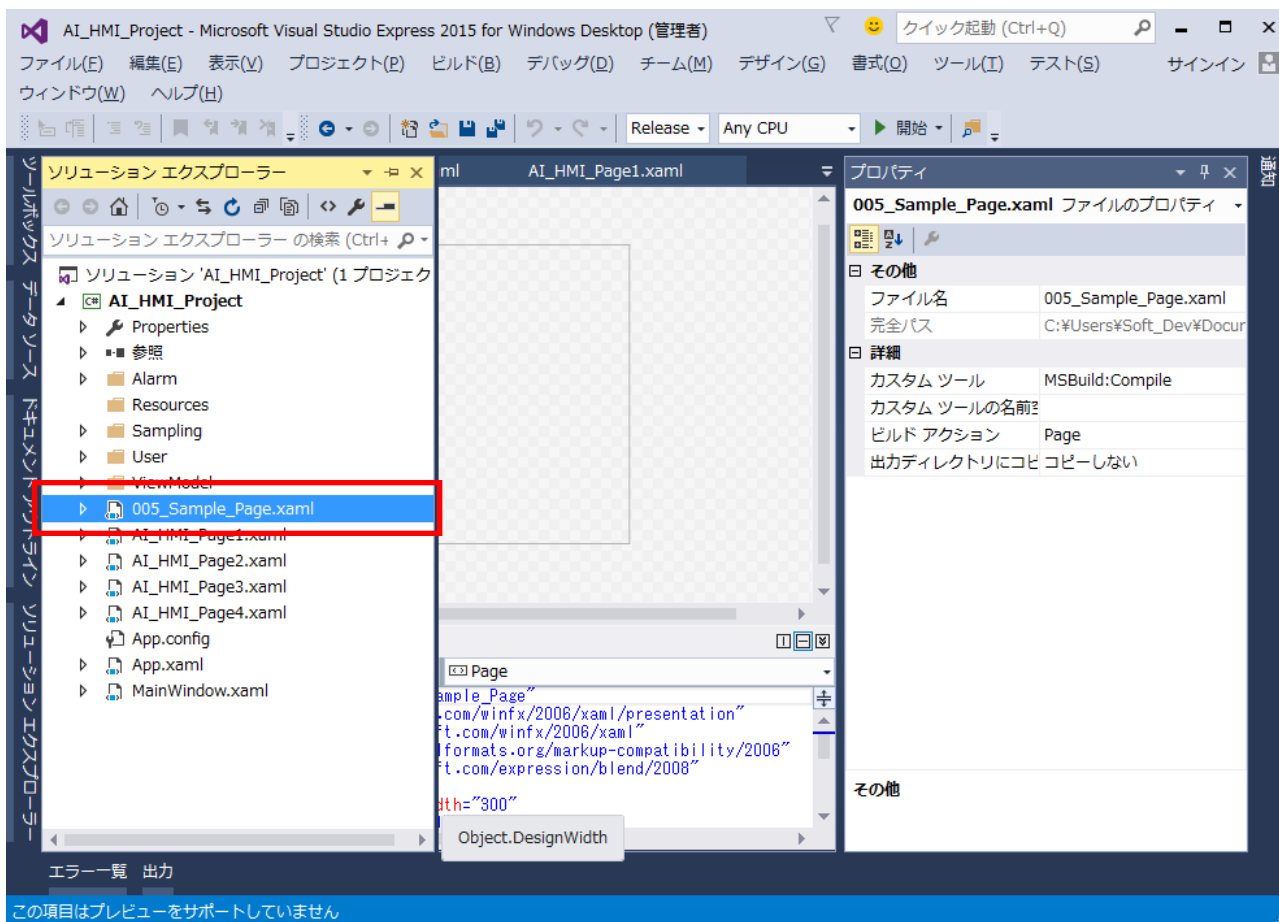 AI_HMI_Project - Microsoft Visual Studio Express 2015 for Windows Desktop (管理者)
クイック起動 (Ctrl+Q)
ファイル(F) 編集(E) 表示(V) プロジェクト(P) ビルド(B) デバッグ(D) チーム(M) デザイン(G) 書式(O) ツール(T) テスト(S) サインイン
ウィンドウ(W) ヘルプ(H)
Release Any CPU 開始
ツールボックス
データ ソース
ドキュメント アウトライン
ソリューション エクスプローラー
ソリューション エクスプローラー
ソリューション エクスプローラー の検索 (Ctrl+
ソリューション 'AI_HMI_Project' (1 プロジェク
C# AI_HMI_Project
Properties
参照
Alarm
Resources
Sampling
User
ViewModel
005_Sample_Page.xaml
AI_HMI_Page1.xaml
AI_HMI_Page2.xaml
AI_HMI_Page3.xaml
AI_HMI_Page4.xaml
App.config
App.xaml
MainWindow.xaml
ml AI_HMI_Page1.xaml
Page
ample_Page"
.com/winfx/2006/xaml/presentation"
ft.com/winfx/2006/xaml"
lformats.org/markup-compatibility/2006"
ft.com/expression/blend/2008"
dth="300"
Object.DesignWidth
プロパティ
005_Sample_Page.xaml ファイルのプロパティ
その他
ファイル名 005_Sample_Page.xaml
完全パス C:¥Users¥Soft_Dev¥Docur
詳細
カスタム ツール MSBuild:Compile
カスタム ツールの名前空
ビルド アクション Page
出力ディレクトリにコピ コピーしない
その他
通知
エラー一覧 出力
この項目はプレビューをサポートしていません